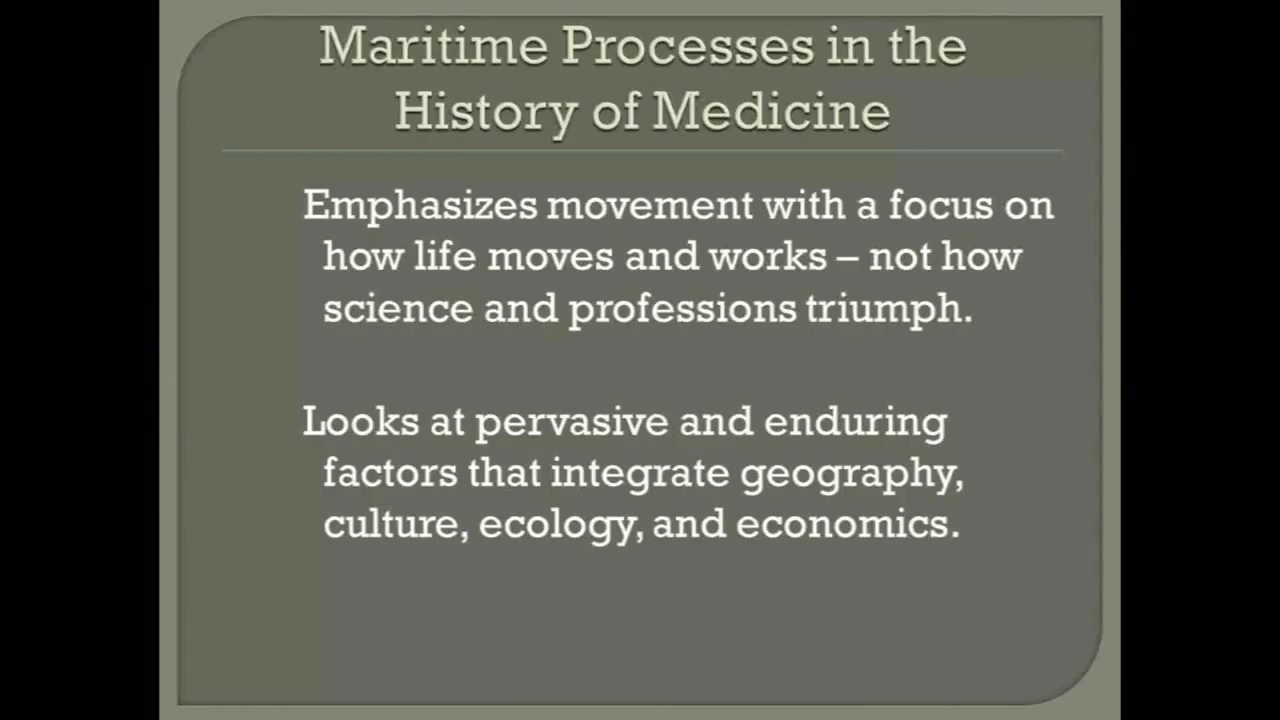 Maritime Processes in the
History of Medicine
Emphasizes movement with a focus on
how life moves and works – not how
science and professions triumph.
Looks at pervasive and enduring
factors that integrate geography,
culture, ecology, and economics.